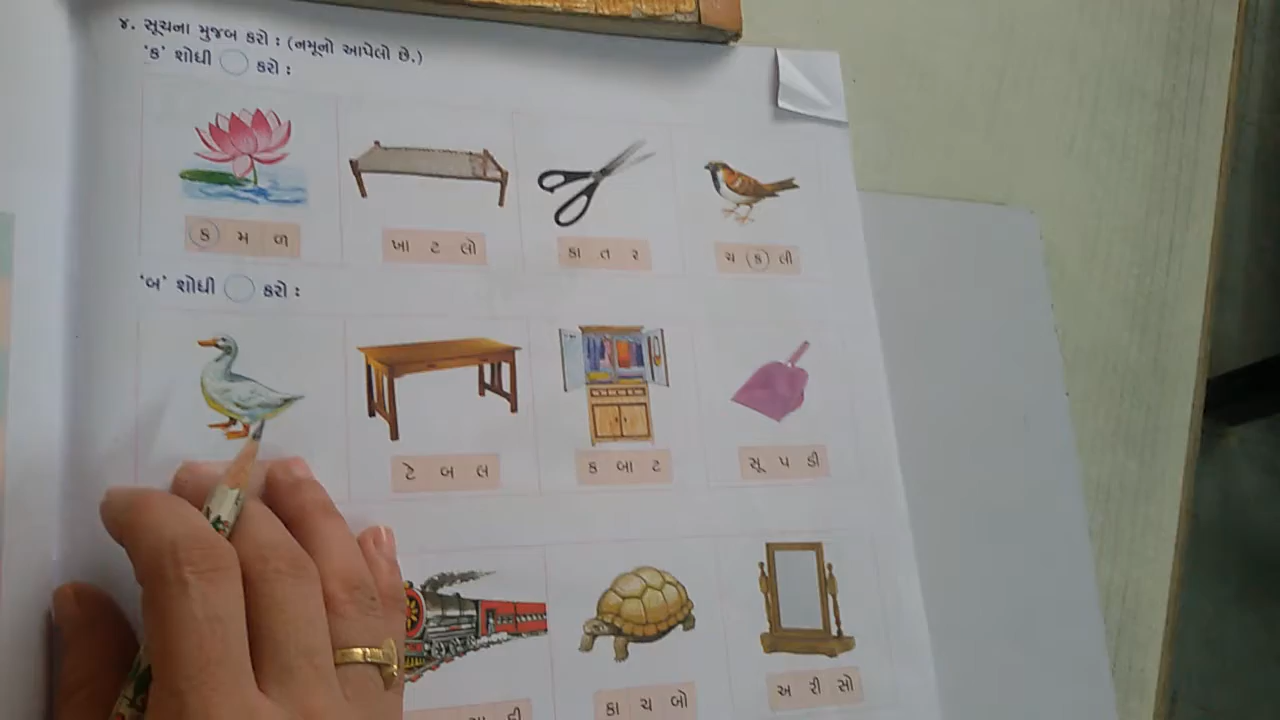 ૪. સૂચના મુજબ કરો : (નમૂનો આપેલો છે.)
‘ક’ શોધી ◯ કરો :
ક મ ળ
ખા ટ લો
કા ત ર
ચ ક લી
‘બ’ શોધી ◯ કરો :
ટે બ લ
ક બા ટ
સૂ પ ડી
કા ચ બો
અ રી સો